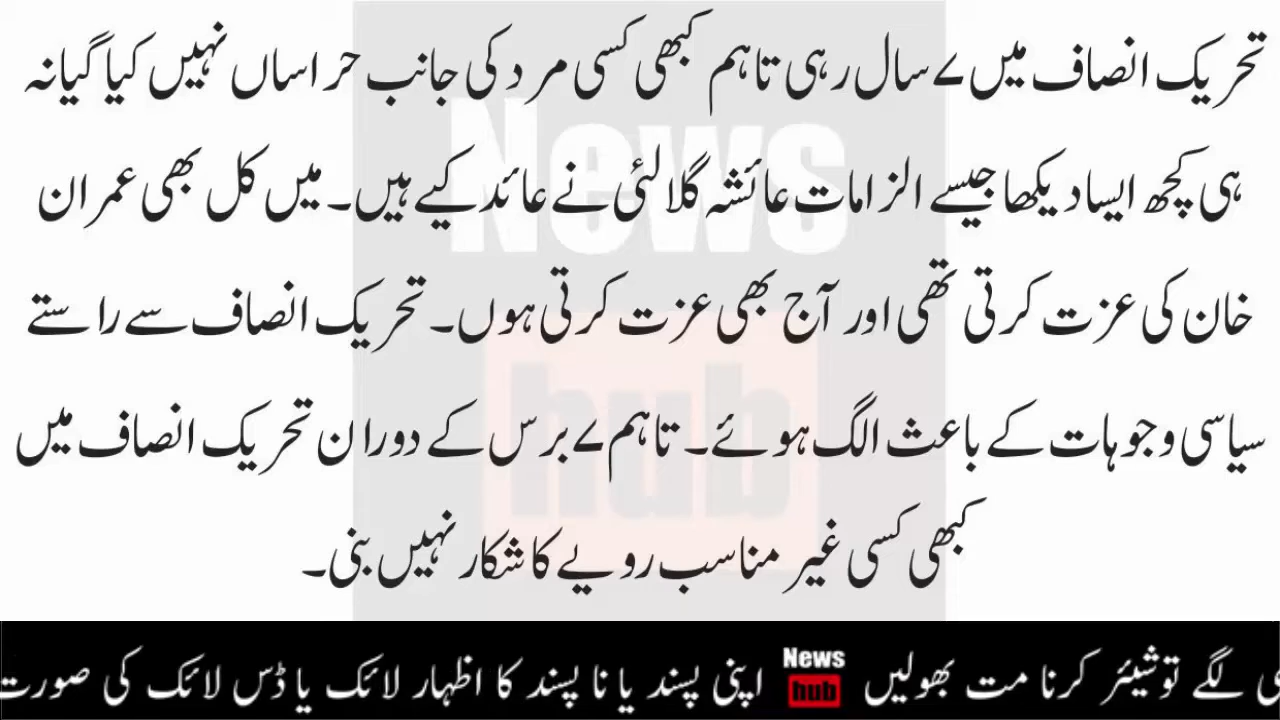 تحریک انصاف میں ۷ سال رہی تاہم کبھی کسی مرد کی جانب حراساں نہیں کیا گیا نہ
ہی کچھ ایسا دیکھا جیسے الزامات عائشہ گلالئی نے عائد کیے ہیں۔ میں کل بھی عمران
خان کی عزت کرتی تھی اور آج بھی عزت کرتی ہوں۔ تحریک انصاف سے راستے
سیاسی وجوہات کے باعث الگ ہوئے۔ تاہم ۷ برس کے دوران تحریک انصاف میں
کبھی کسی غیر مناسب رویے کا شکار نہیں بنی۔
News
hub
لگے تو شیئر کرنا مت بھولیں News hub اپنی پسند یا نا پسند کا اظہار لائک یا ڈس لائک کی صورت